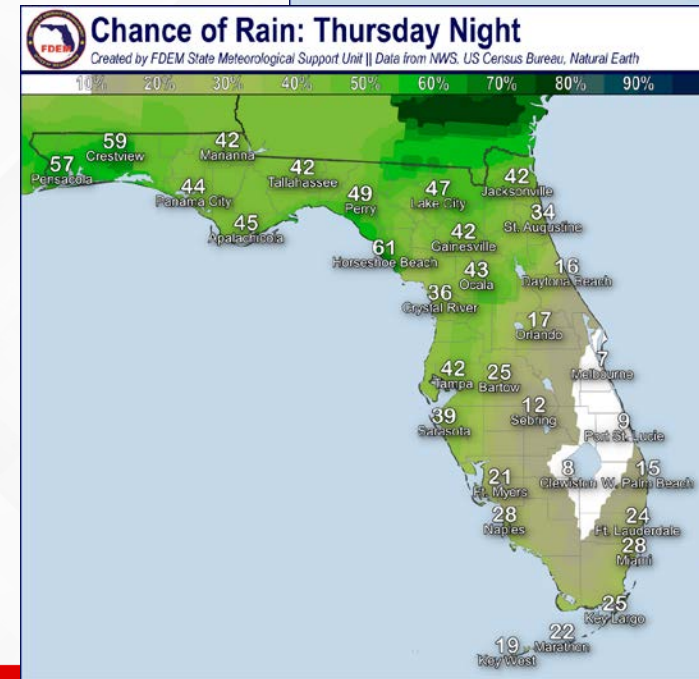 FDEM
Chance of Rain: Thursday Night
Created by FDEM State Meteorological Support Unit || Data from NWS, US Census Bureau, Natural Earth
10% 20% 30% 40% 50% 60% 70% 80% 90%
59
Crestview
42
Marianna
57
Pensacola
42
Tallahassee
42
Jacksonville
44
Panama City
49
Perry
47
Lake City
34
St. Augustine
45
Apalachicola
42
Gainesville
61
Horseshoe Beach
43
Ocala
16
Daytona Beach
36
Crystal River
17
Orlando
7
Melbourne
42
Tampa
25
Bartow
12
Sebring
39
Sarasota
9
Port St. Lucie
8
Clewiston
15
W. Palm Beach
21
Ft. Myers
28
Naples
24
Ft. Lauderdale
28
Miami
25
Key Largo
22
Marathon
19
Key West